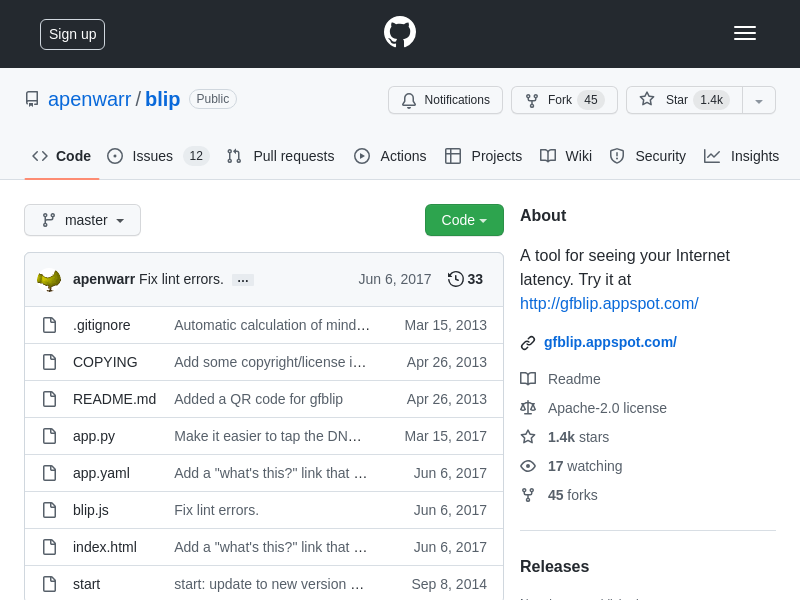 Sign up
apenwarr / blip Public
Notifications Fork 45 Star 1.4k
Code Issues 12 Pull requests Actions Projects Wiki Security Insights
master Code
apenwarr Fix lint errors. … Jun 6, 2017 33
.gitignore Automatic calculation of mind… Mar 15, 2013
COPYING Add some copyright/license i… Apr 26, 2013
README.md Added a QR code for gfblip Apr 26, 2013
app.py Make it easier to tap the DN… Mar 15, 2017
app.yaml Add a "what's this?" link that … Jun 6, 2017
blip.js Fix lint errors. Jun 6, 2017
index.html Add a "what's this?" link that … Jun 6, 2017
start start: update to new version … Sep 8, 2014
About
A tool for seeing your Internet
latency. Try it at
http://gfblip.appspot.com/
gfblip.appspot.com/
Readme
Apache-2.0 license
1.4k stars
17 watching
45 forks
Releases